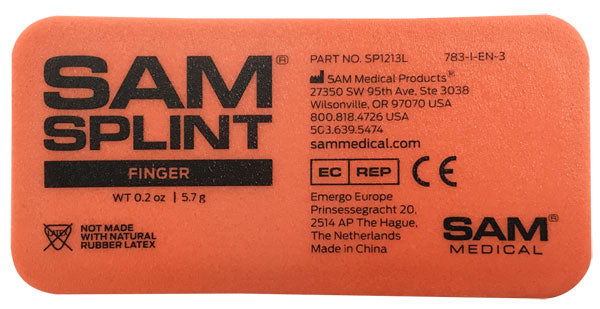 SAM®
SPLINT
FINGER
WT 0.2 oz | 5.7 g
LATEX
NOT MADE
WITH NATURAL
RUBBER LATEX
PART NO. SP1213L 783-I-EN-3
SAM Medical Products®
27350 SW 95th Ave, Ste 3038
Wilsonville, OR 97070 USA
800.818.4726 USA
503.639.5474
sammedical.com
EC REP CE
Emergo Europe
Prinsessegracht 20,
2514 AP The Hague,
The Netherlands
Made in China
SAM®
MEDICAL